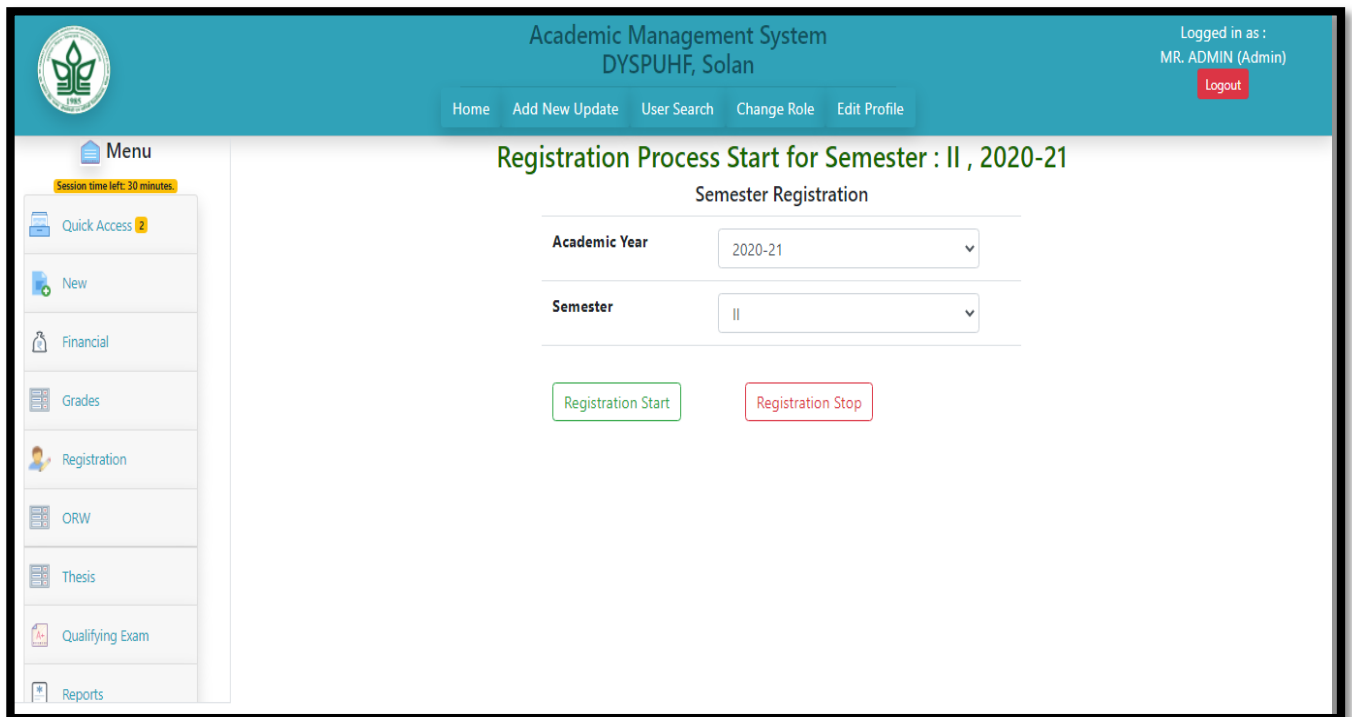 Academic Management System
DYSPUHF, Solan
Logged in as :
MR. ADMIN (Admin)
Logout
Home Add New Update User Search Change Role Edit Profile
1985
Menu
Session time left: 30 minutes.
Quick Access 2
New
Financial
Grades
Registration
ORW
Thesis
Qualifying Exam
Reports
Registration Process Start for Semester : II , 2020-21
Semester Registration
Academic Year 2020-21
Semester II
Registration Start Registration Stop